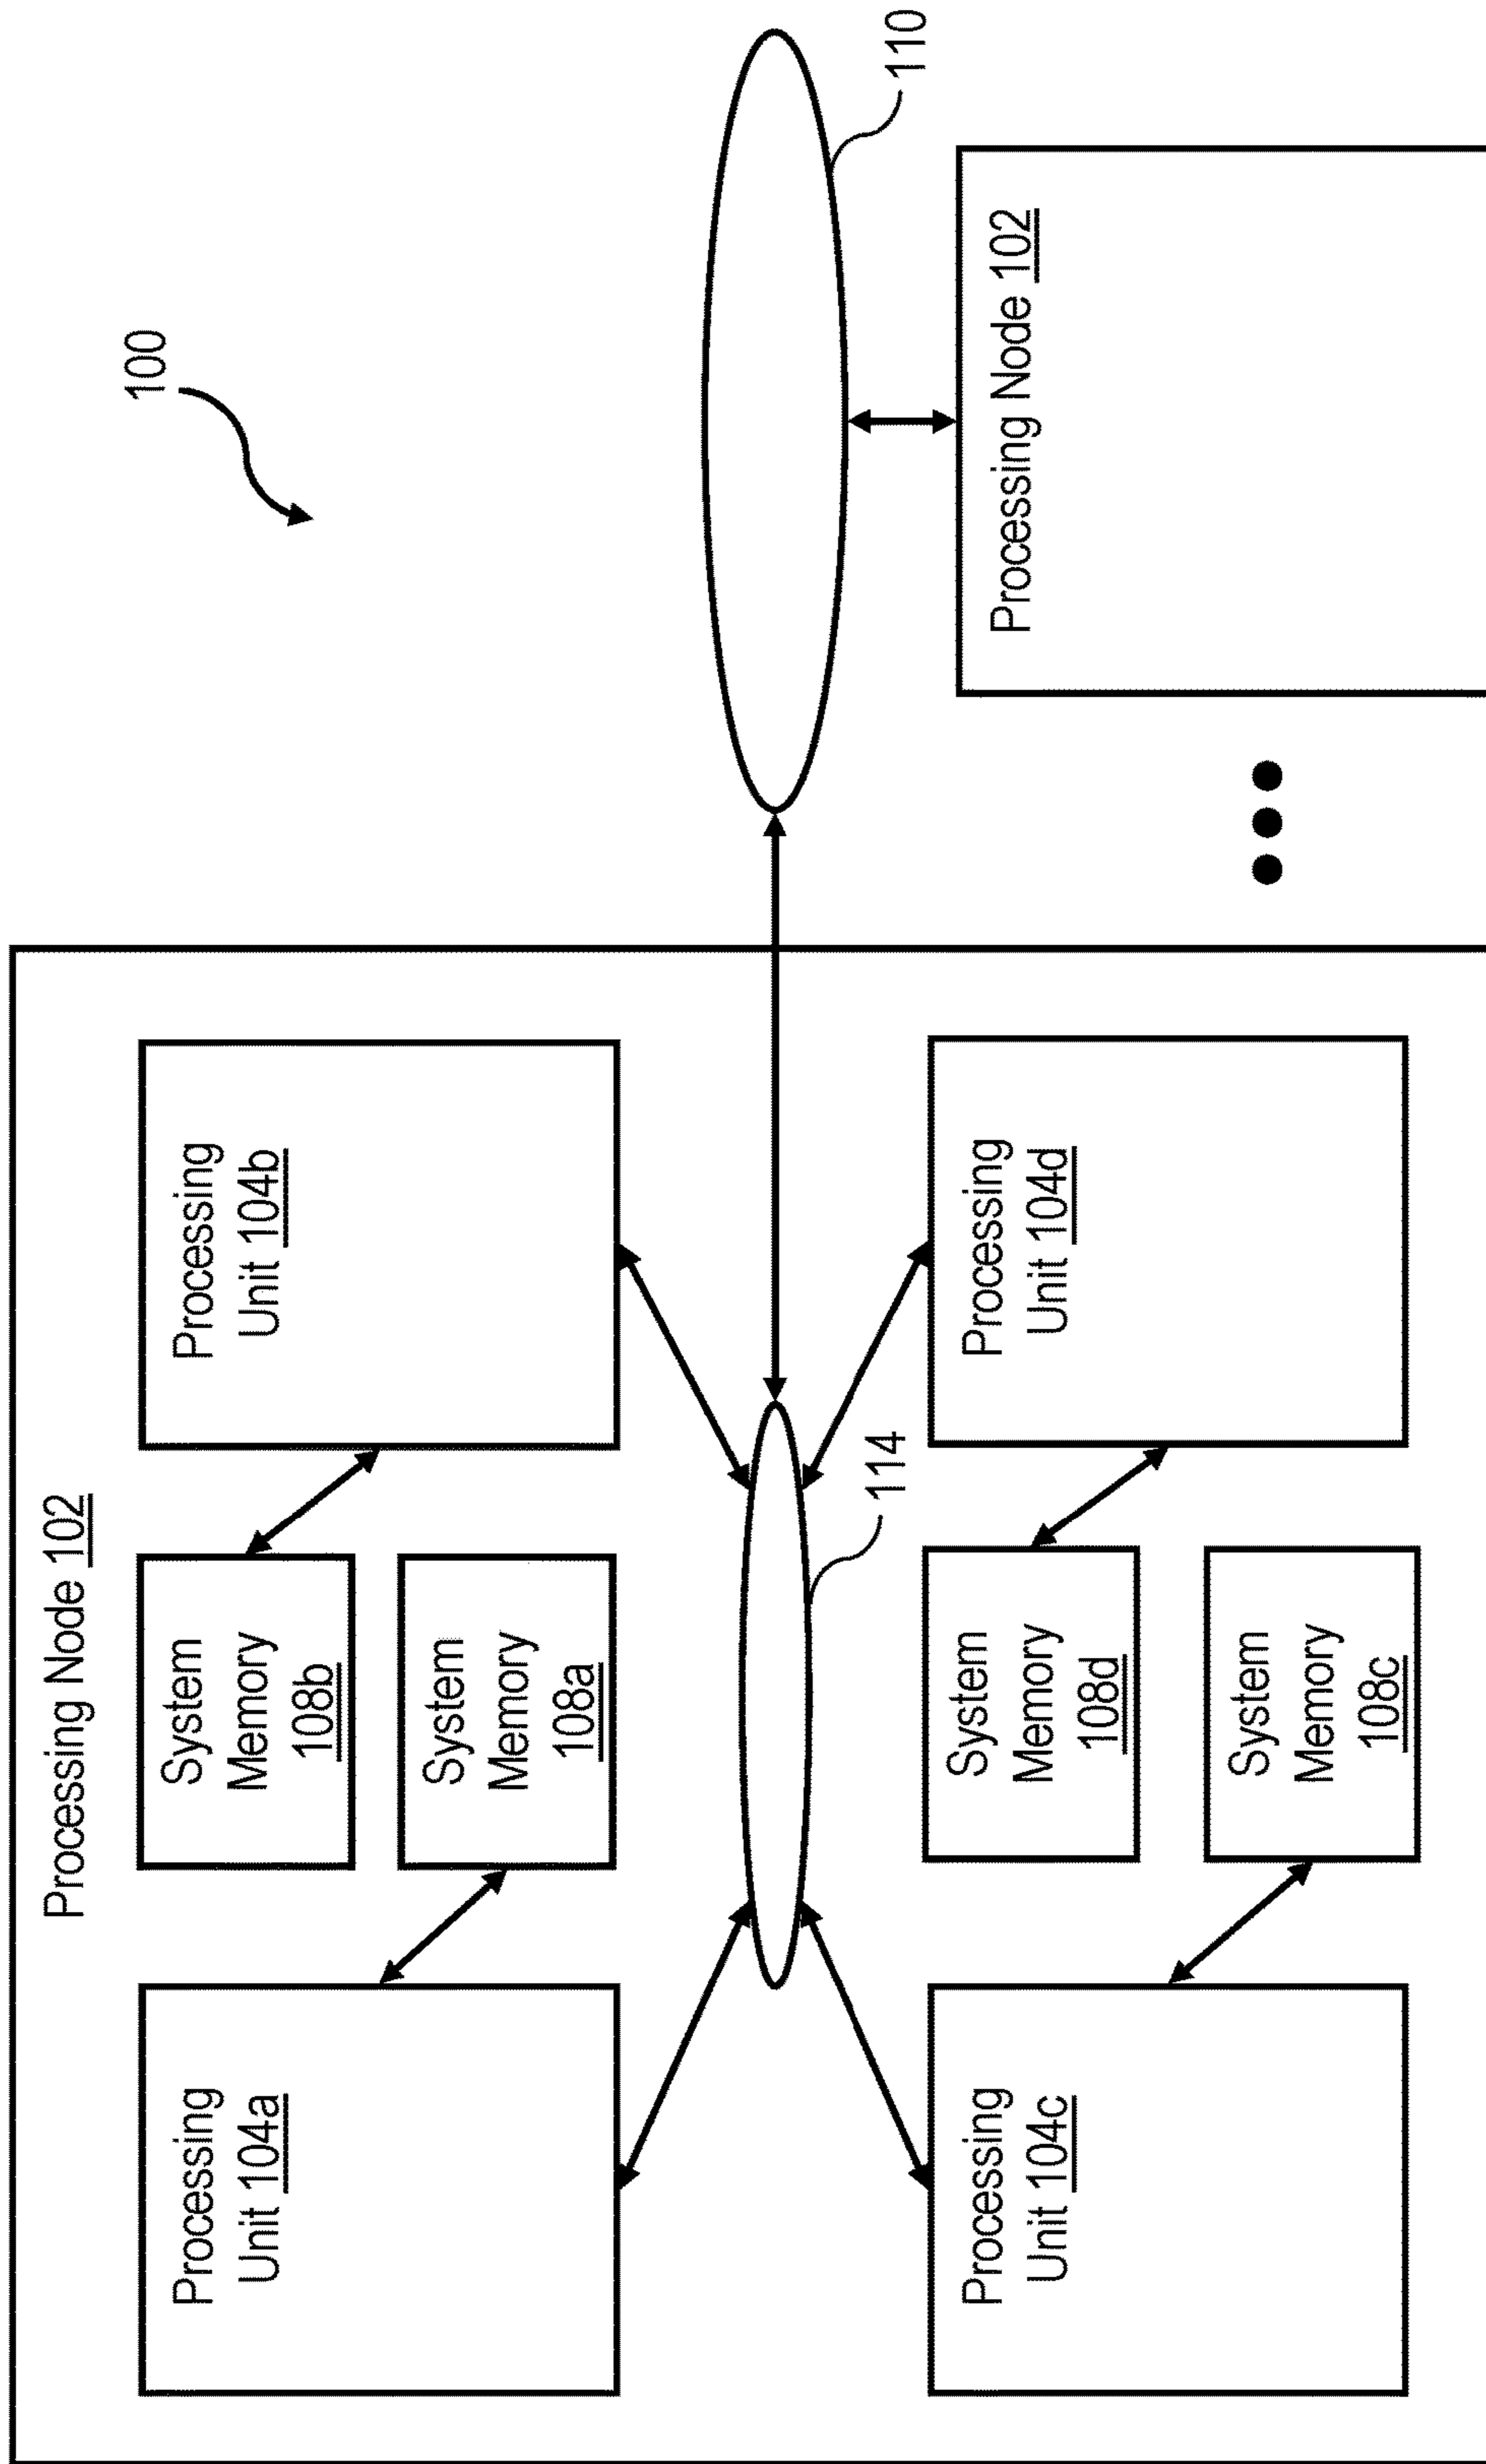 100
Processing Node 102
Processing
Unit 104a
System
Memory
108b
System
Memory
108a
Processing
Unit 104b
114
110
Processing
Unit 104c
System
Memory
108d
System
Memory
108c
Processing
Unit 104d
Processing Node 102